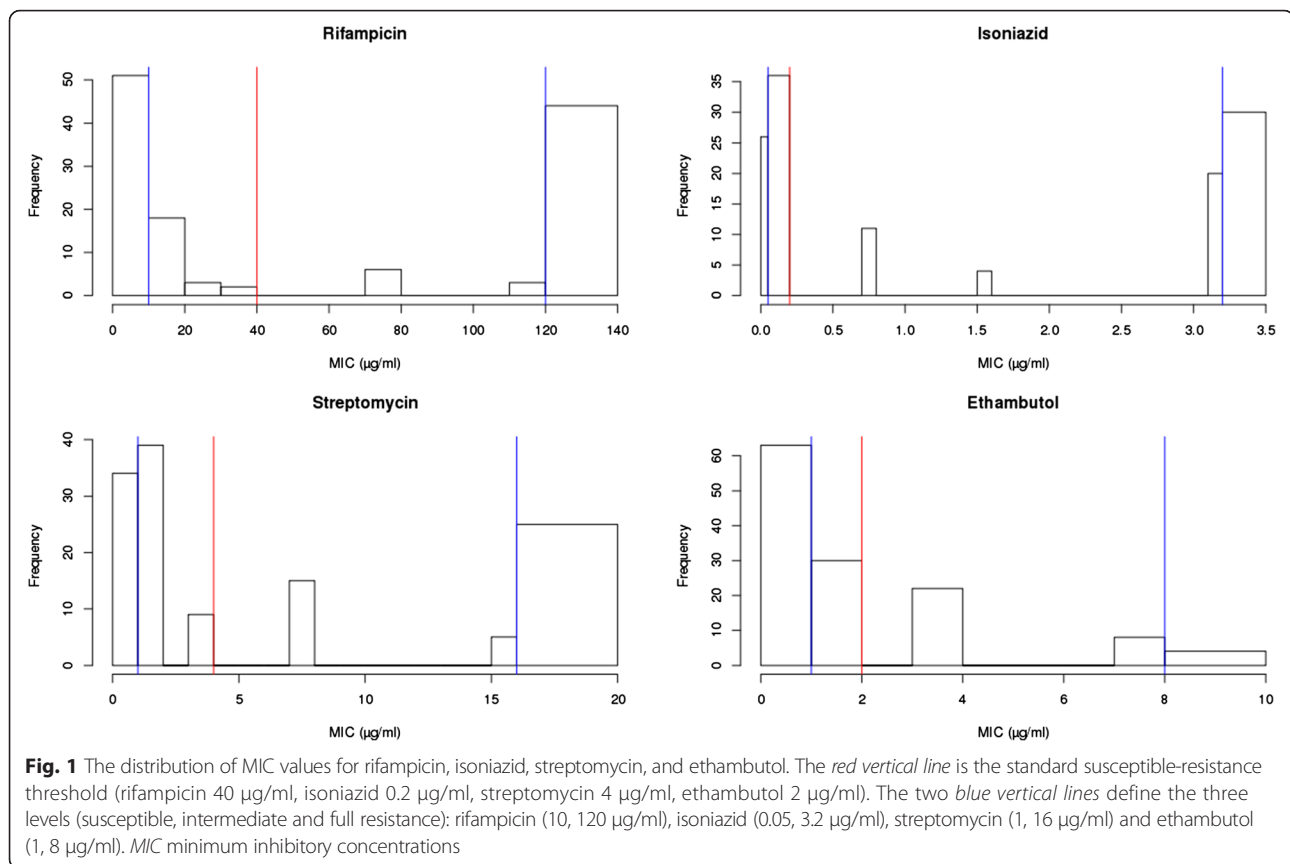 Rifampicin
Frequency
0 10 20 30 40 50
0 20 40 60 80 100 120 140
MIC (µg/ml)
Isoniazid
Frequency
0 5 10 15 20 25 30 35
0.0 0.5 1.0 1.5 2.0 2.5 3.0 3.5
MIC (µg/ml)
Streptomycin
Frequency
0 10 20 30 40
0 5 10 15 20
MIC (µg/ml)
Ethambutol
Frequency
0 10 20 30 40 50 60
0 2 4 6 8 10
MIC (µg/ml)
Fig. 1 The distribution of MIC values for rifampicin, isoniazid, streptomycin, and ethambutol. The red vertical line is the standard susceptible-resistance
threshold (rifampicin 40 µg/ml, isoniazid 0.2 µg/ml, streptomycin 4 µg/ml, ethambutol 2 µg/ml). The two blue vertical lines define the three
levels (susceptible, intermediate and full resistance): rifampicin (10, 120 µg/ml), isoniazid (0.05, 3.2 µg/ml), streptomycin (1, 16 µg/ml) and ethambutol
(1, 8 µg/ml). MIC minimum inhibitory concentrations